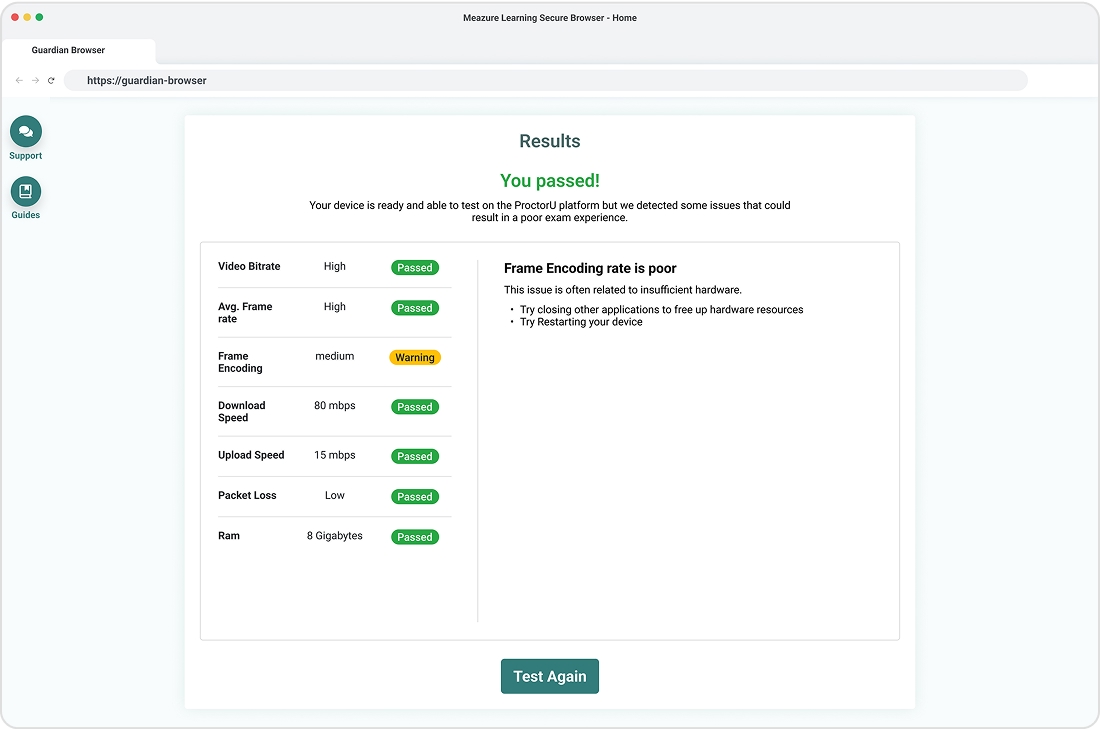 Meazure Learning Secure Browser - Home
Guardian Browser
https://guardian-browser
Support
Guides
Results
You passed!
Your device is ready and able to test on the ProctorU platform but we detected some issues that could
result in a poor exam experience.
Video Bitrate High Passed
Avg. Frame
rate High Passed
Frame
Encoding medium Warning
Download
Speed 80 mbps Passed
Upload Speed 15 mbps Passed
Packet Loss Low Passed
Ram 8 Gigabytes Passed
Frame Encoding rate is poor
This issue is often related to insufficient hardware.
• Try closing other applications to free up hardware resources
• Try Restarting your device
Test Again